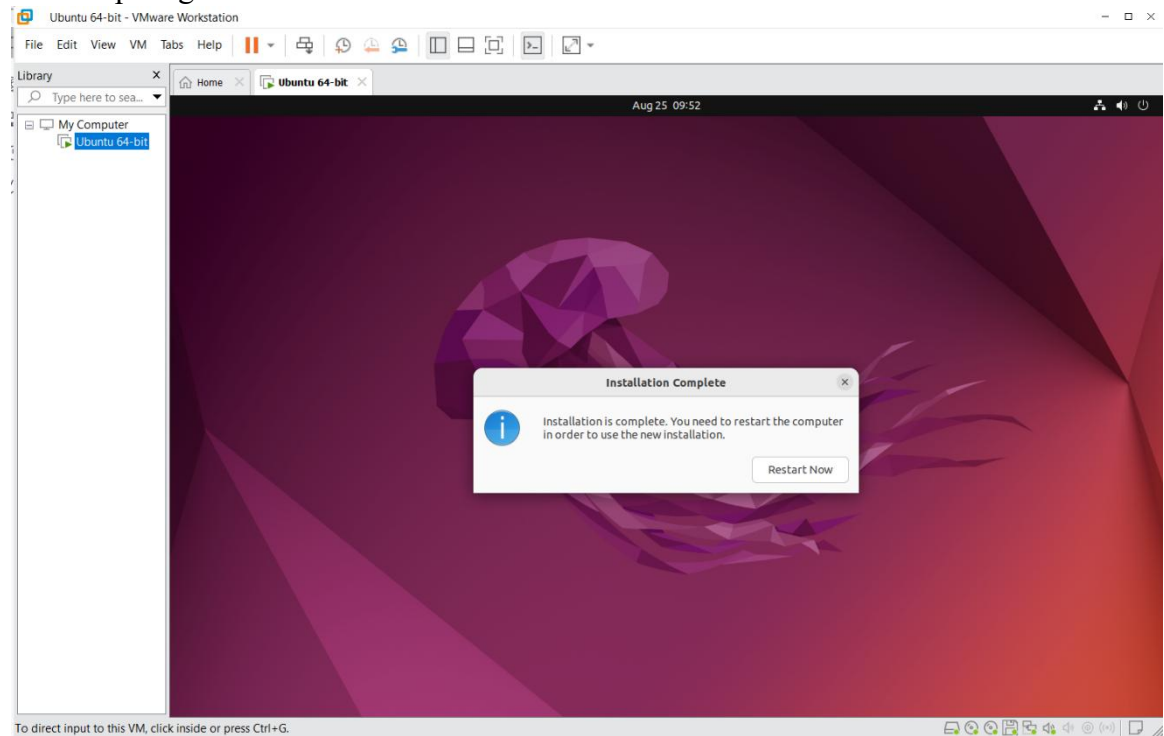 Ubuntu 64-bit - VMware Workstation
File Edit View VM Tabs Help
Library X
Home
Ubuntu 64-bit
Type here to sea...
Aug 25 09:52
My Computer
Ubuntu 64-bit
Installation Complete
Installation is complete. You need to restart the computer
in order to use the new installation.
Restart Now
To direct input to this VM, click inside or press Ctrl+G.